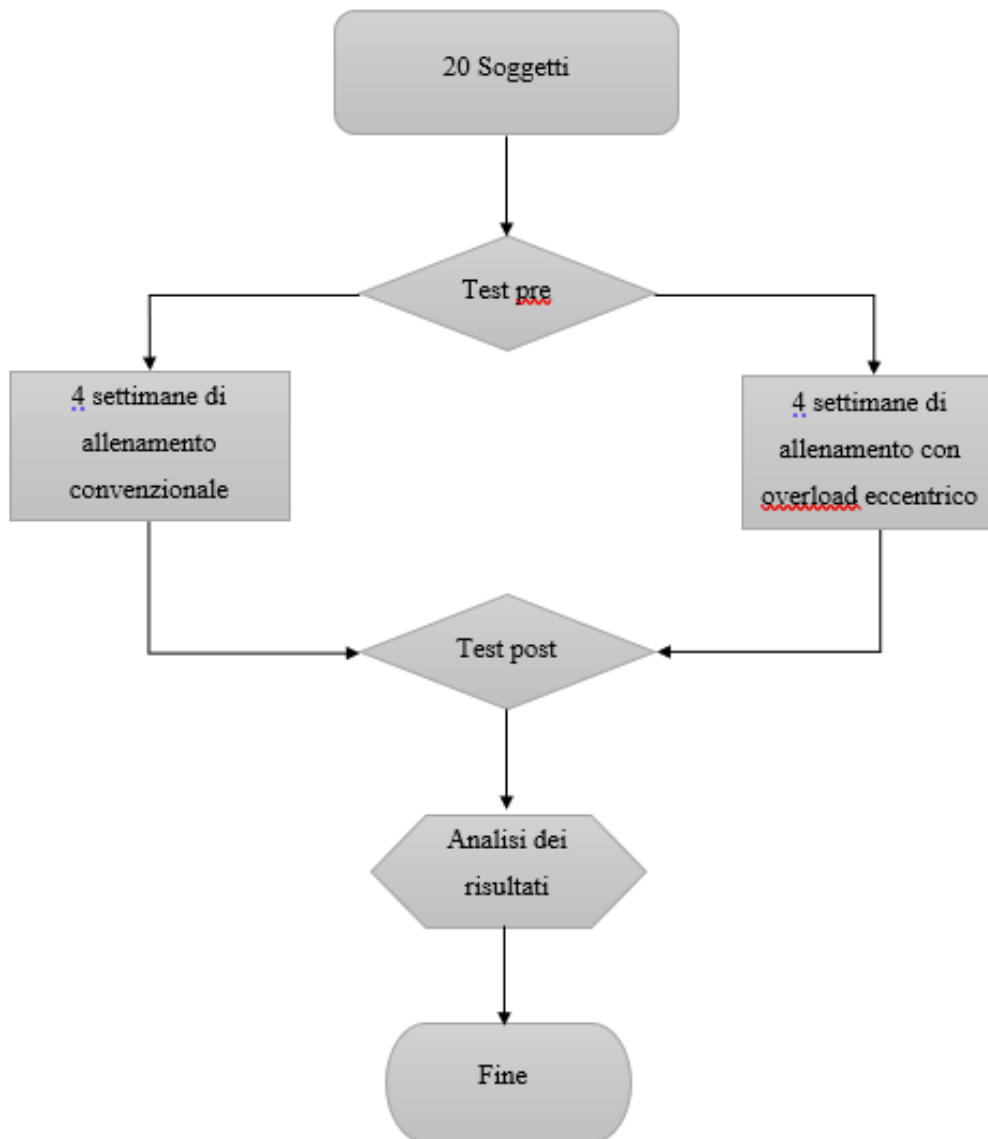 20 Soggetti
Test pre
4 settimane di
allenamento
convenzionale
4 settimane di
allenamento con
overload eccentrico
Test post
Analisi dei
risultati
Fine